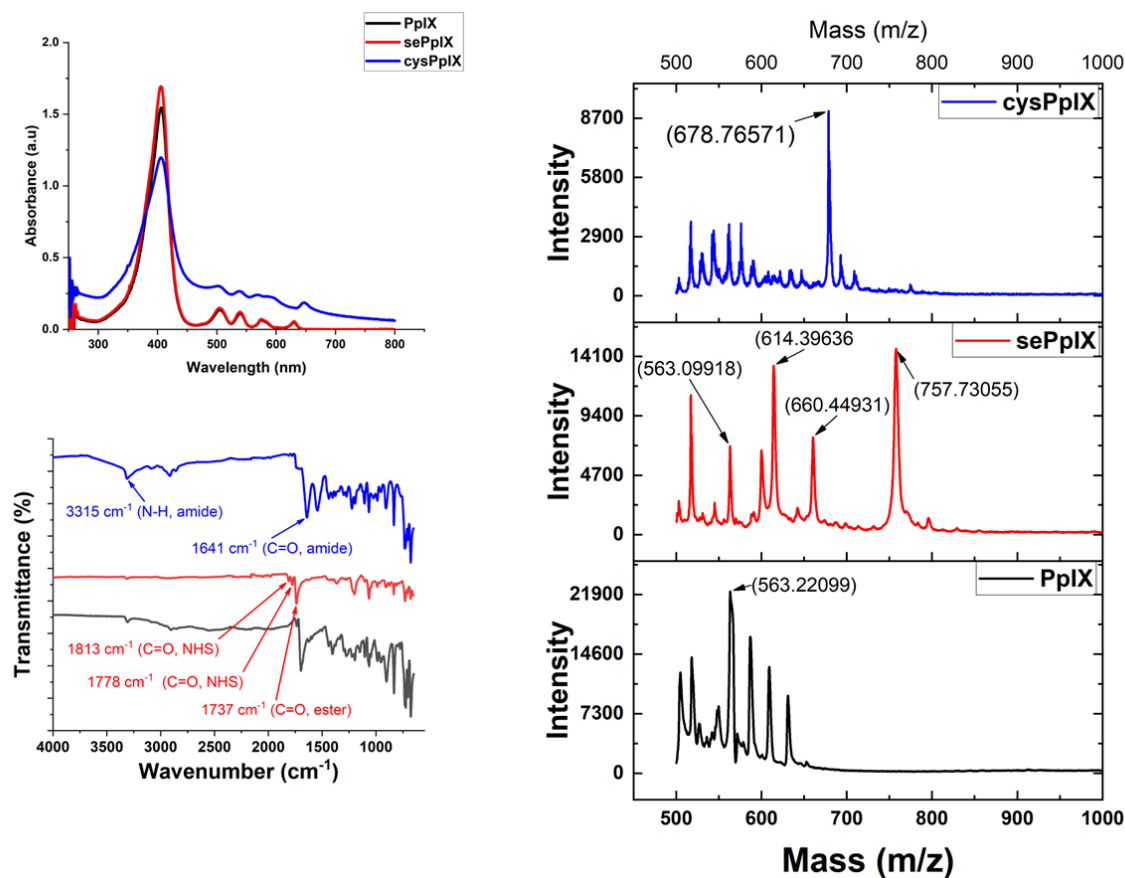 PpIX
sePpIX
cysPpIX
2.0
1.5
1.0
0.5
0.0
Absorbance (a.u)
300 400 500 600 700 800
Wavelength (nm)
3315 cm⁻¹ (N-H, amide)
1641 cm⁻¹ (C=O, amide)
1813 cm⁻¹ (C=O, NHS)
1778 cm⁻¹ (C=O, NHS)
1737 cm⁻¹ (C=O, ester)
Transmittance (%)
4000 3500 3000 2500 2000 1500 1000
Wavenumber (cm⁻¹)
Mass (m/z)
500 600 700 800 900 1000
cysPpIX
(678.76571)
8700
5800
2900
0
Intensity
sePpIX
(614.39636
(563.09918)
(660.44931)
(757.73055)
14100
9400
4700
0
Intensity
PpIX
(563.22099)
21900
14600
7300
0
Intensity
500 600 700 800 900 1000
Mass (m/z)